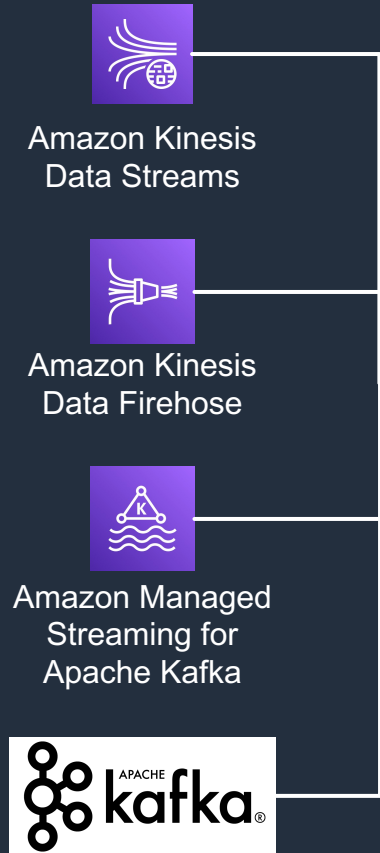 Amazon Kinesis
Data Streams
Amazon Kinesis
Data Firehose
K
Amazon Managed
Streaming for
Apache Kafka
APACHE
kafka®